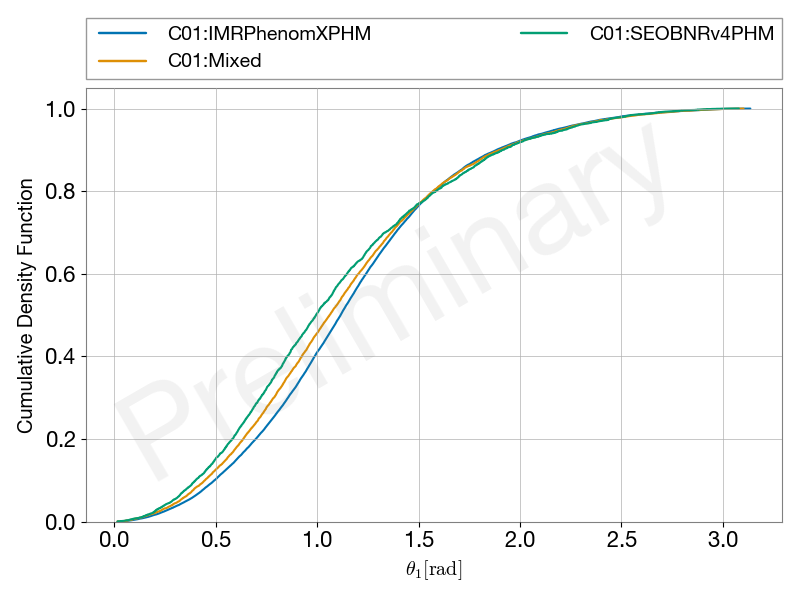 C01:IMRPhenomXPHM
C01:Mixed
C01:SEOBNRv4PHM
Cumulative Density Function
1.0
0.8
0.6
0.4
0.2
0.0
Preliminary
0.0 0.5 1.0 1.5 2.0 2.5 3.0
θ₁[rad]